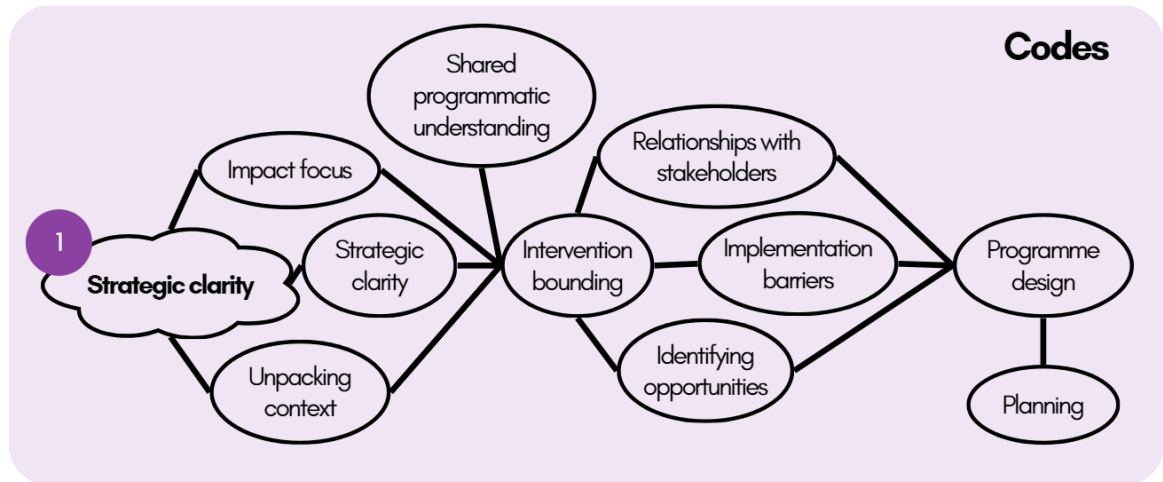 Codes
Shared
programmatic
understanding
Impact focus
Relationships with
stakeholders
1
Strategic clarity
Strategic
clarity
Intervention
bounding
Implementation
barriers
Programme
design
Unpacking
context
Identifying
opportunities
Planning